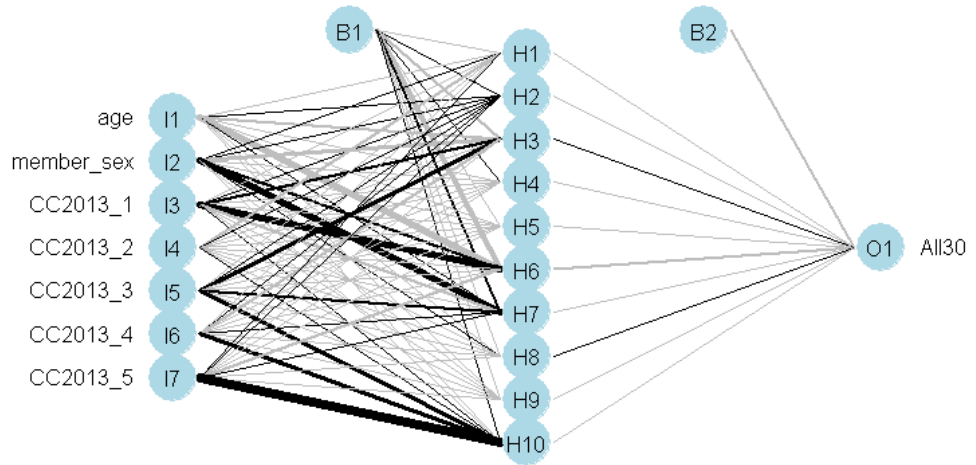 B1
B2
H1
H2
age I1
H3
member_sex I2
H4
CC2013_1 I3
H5
CC2013_2 I4
O1 All30
H6
CC2013_3 I5
H7
CC2013_4 I6
H8
CC2013_5 I7
H9
H10